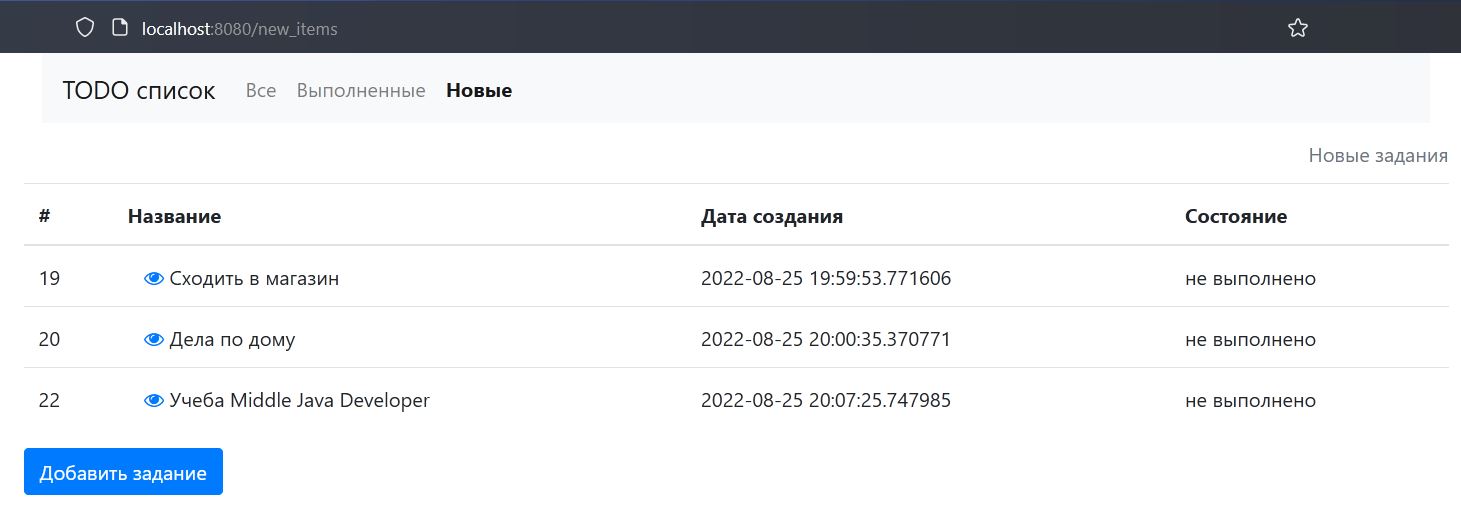 localhost:8080/new_items
TODO список Все Выполненные Новые
Новые задания
# Название Дата создания Состояние
19 Сходить в магазин 2022-08-25 19:59:53.771606 не выполнено
20 Дела по дому 2022-08-25 20:00:35.370771 не выполнено
22 Учеба Middle Java Developer 2022-08-25 20:07:25.747985 не выполнено
Добавить задание